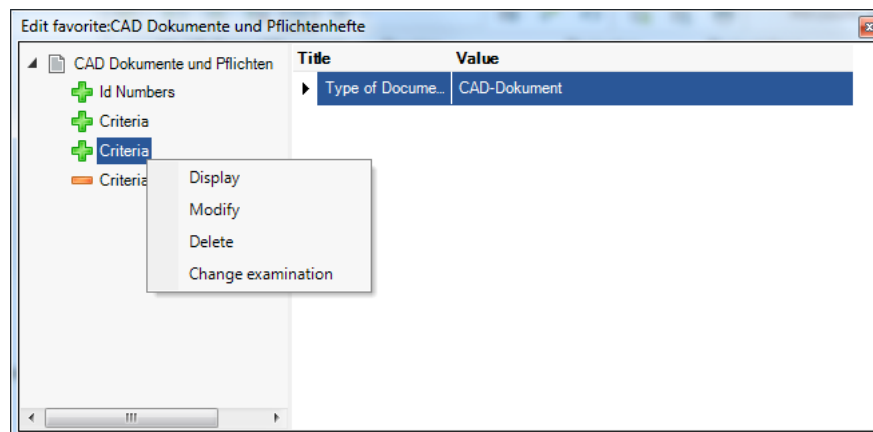 Edit favorite:CAD Dokumente und Pflichtenhefte
CAD Dokumente und Pflichten
Id Numbers
Criteria
Criteria
Criteria
Display
Modify
Delete
Change examination
Title Value
Type of Docume... CAD-Dokument